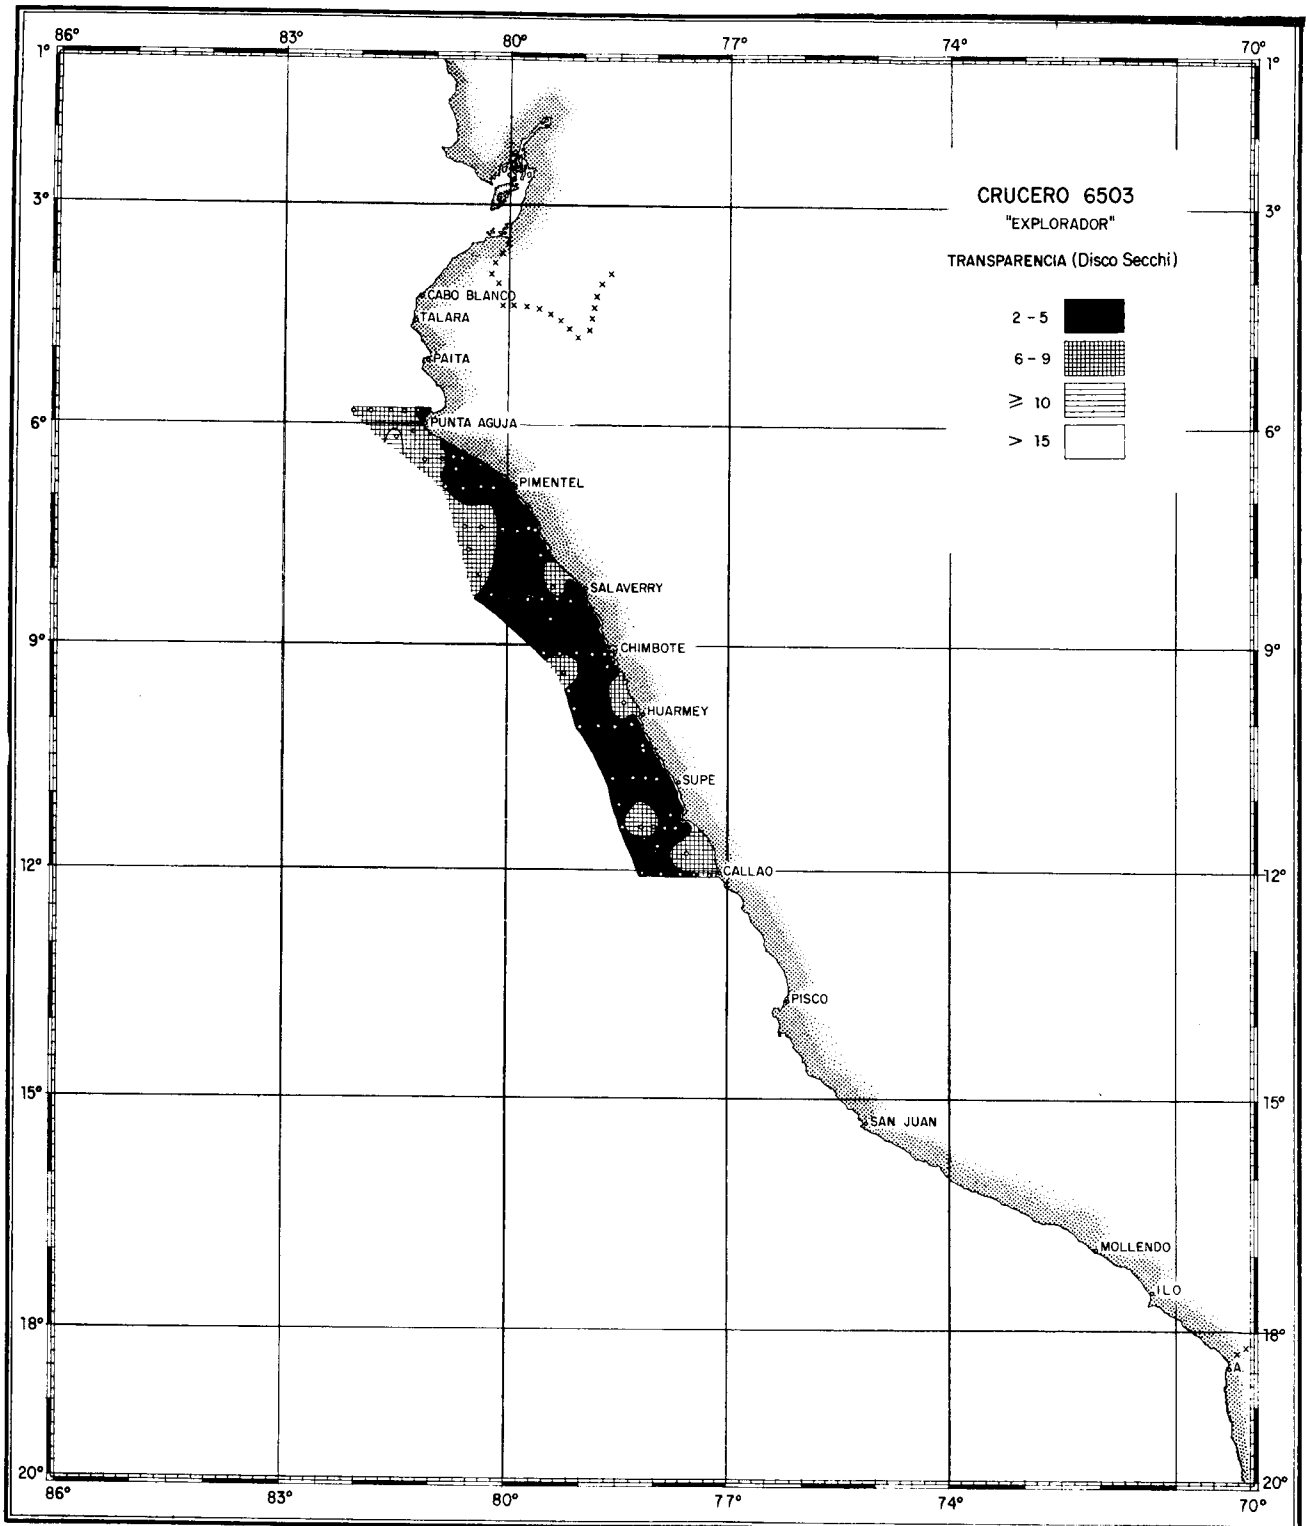 86° 83° 80° 77° 74° 70°
1° 1°
3° 3°
CRUCERO 6503
"EXPLORADOR"
TRANSPARENCIA (Disco Secchi)
2 - 5
6 - 9
≥ 10
> 15
CABO BLANCO
TALARA
PAITA
6° 6°
PUNTA AGUJA
PIMENTEL
SALAVERRY
9° 9°
CHIMBOTE
HUARMEY
SUPE
12° 12°
CALLAO
PISCO
15° 15°
SAN JUAN
MOLLENDO
ILO
18° 18°
A.
20° 20°
86° 80° 80° 77° 74° 70°